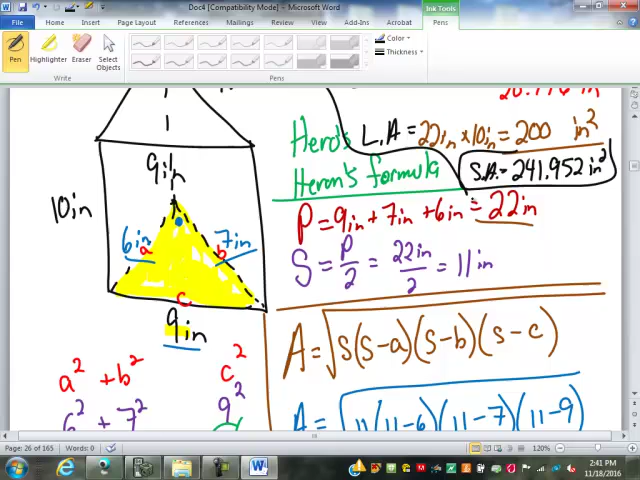 Doc4 [Compatibility Mode] - Microsoft Word
Ink Tools
File Home Insert Page Layout References Mailings Review View Add-Ins Acrobat Pens
Pen Highlighter Eraser Select Objects
Color
Thickness
Write Pens
Hero's L.A = 22in × 10in = 200 in²
S.A. = 241.952 in²
Heron's formula
9in
10in
P = 9in + 7in + 6in = 22in
6in 7in
a b
S = P/2 = 22in/2 = 11in
c
9in
A = √S(S-a)(S-b)(S-c)
a² + b² c²
6² + 7² 9²
A = √11(11-6)(11-7)(11-9)
Page: 26 of 165 Words: 0 120%
2:41 PM
11/18/2016